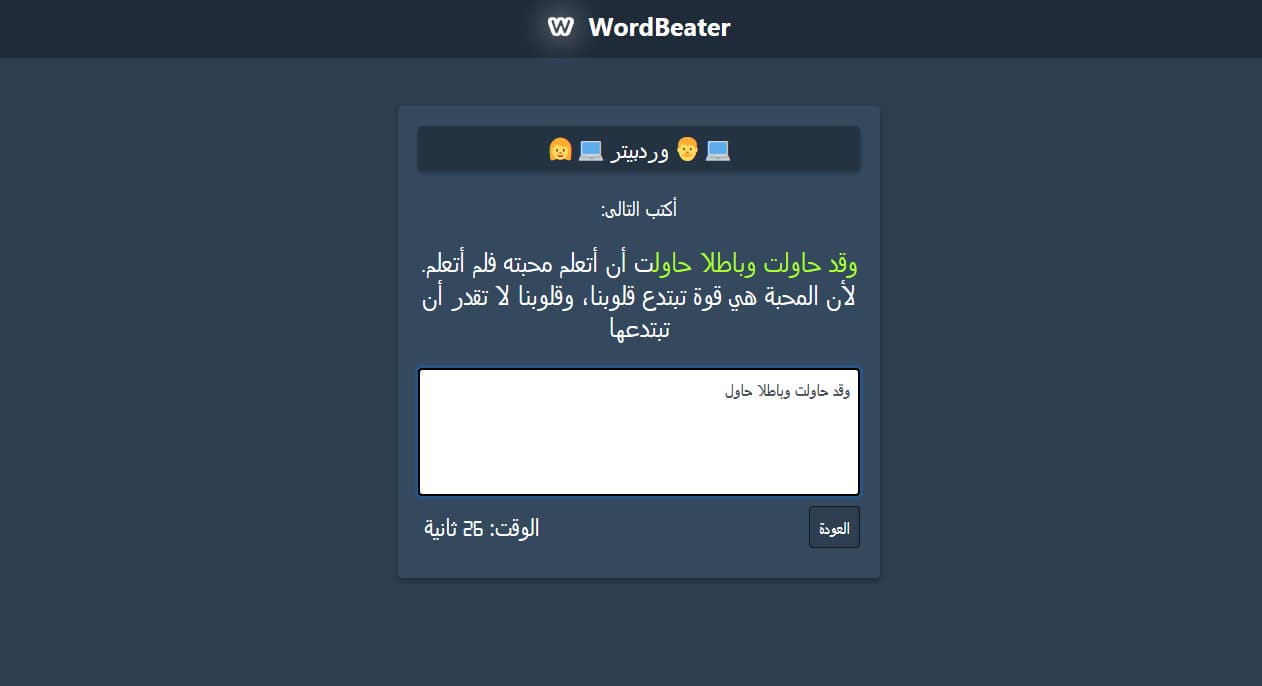 WordBeater
💻👨 وردبيتر 💻👩
أكتب التالى:
وقد حاولت وباطلا حاولت أن أتعلم محبته فلم أتعلم.
لأن المحبة هي قوة تبتدع قلوبنا، وقلوبنا لا تقدر أن
تبتدعها
وقد حاولت وباطلا حاول
العودة
الوقت: 26 ثانية